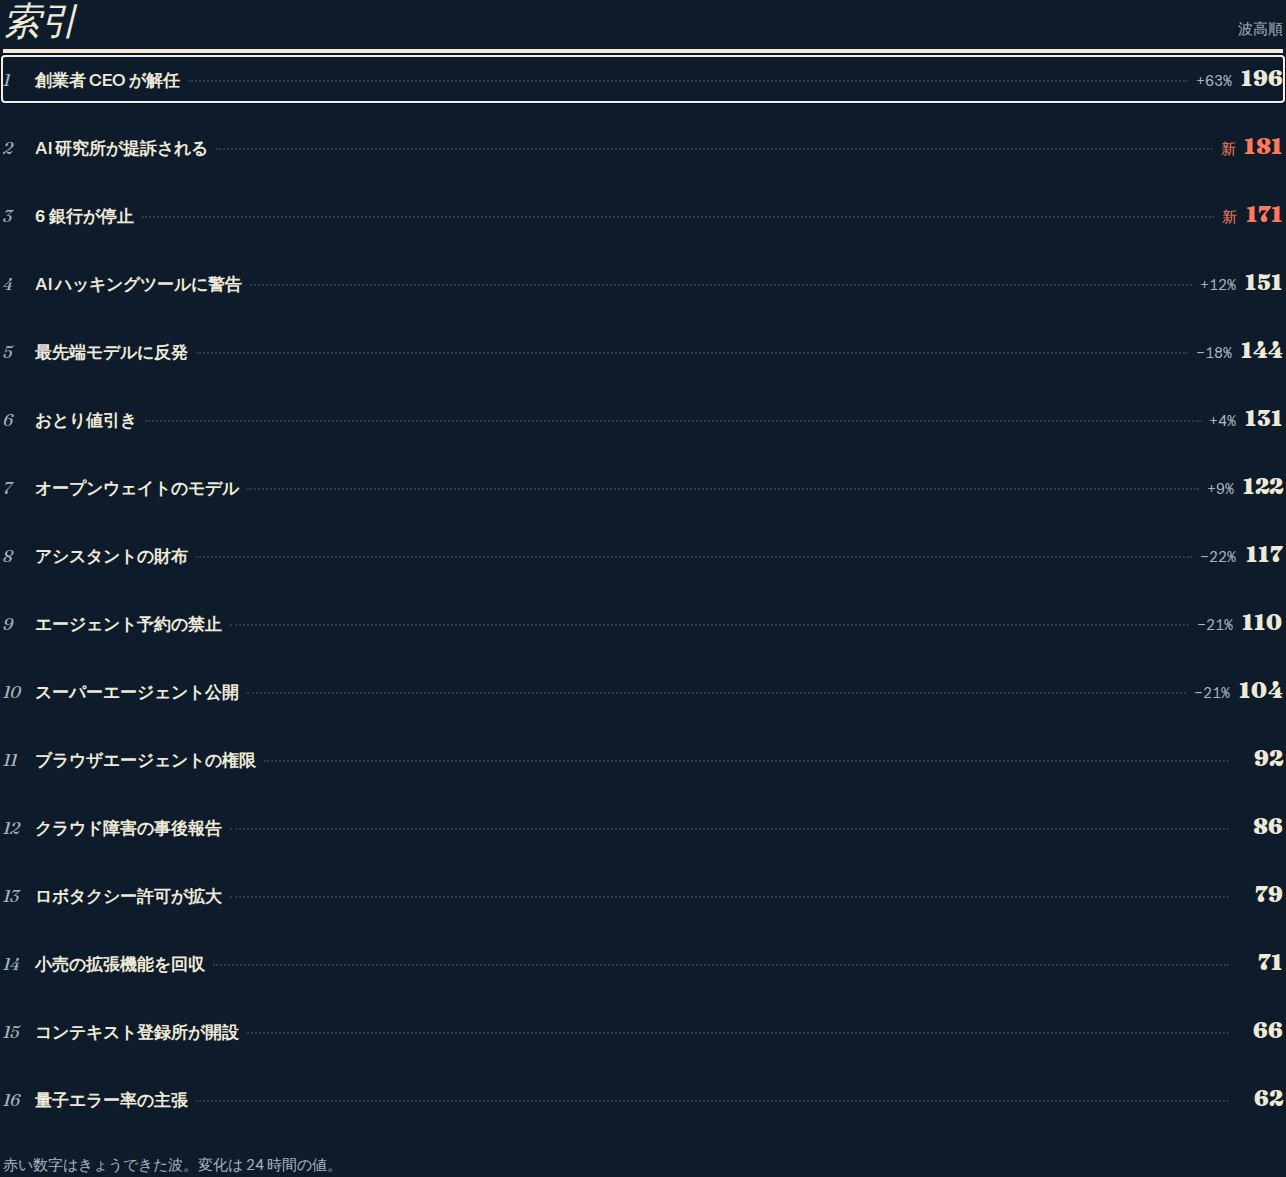 索引
波高順
1 創業者 CEO が解任 +63% 196
2 AI 研究所が提訴される 新 181
3 6 銀行が停止 新 171
4 AI ハッキングツールに警告 +12% 151
5 最先端モデルに反発 −18% 144
6 おとり値引き +4% 131
7 オープンウェイトのモデル +9% 122
8 アシスタントの財布 −22% 117
9 エージェント予約の禁止 −21% 110
10 スーパーエージェント公開 −21% 104
11 ブラウザエージェントの権限 92
12 クラウド障害の事後報告 86
13 ロボタクシー許可が拡大 79
14 小売の拡張機能を回収 71
15 コンテキスト登録所が開設 66
16 量子エラー率の主張 62
赤い数字はきょうできた波。変化は 24 時間の値。